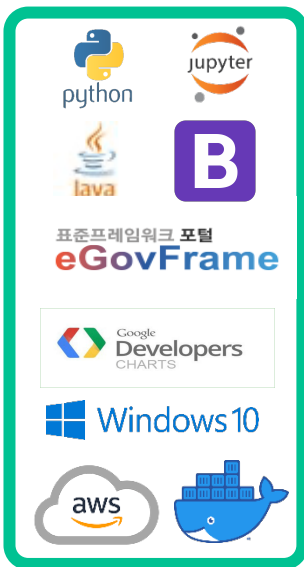 python
jupyter
Java
B
표준프레임워크 포털
eGovFrame
Google
Developers
CHARTS
Windows 10
aws